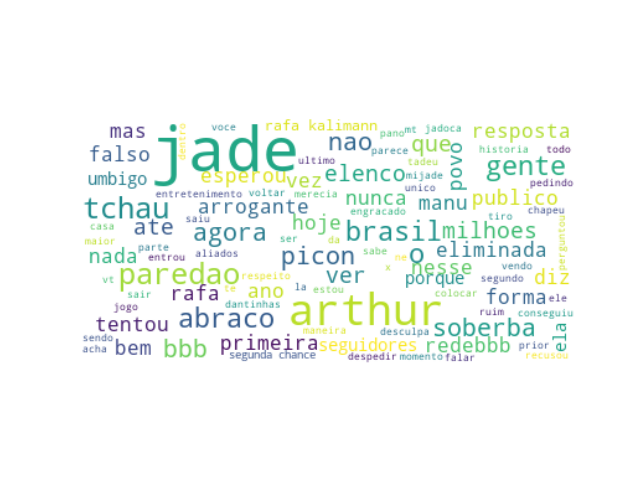 mas
jade
voce
rafa kalimann
nao
mt
jadoca
que
resposta
falso
dentro
esperou
ultimo
pano
parece
povo
historia
todo
umbigo
vez
elenco
tadeu
mijade
gente
pedindo
entretenimento
voltar
merecia
nunca
unico
manu
publico
tchau
arrogante
engracado
tiro
chapeu
casa
ate
saiu
agora
hoje
brasil
milhoes
maior
parte
aliados
ser
da
o
eliminada
perguntou
nada
entrou
picon
ver
sabe
ne
nesse
vendo
vt
paredao
respeito
x
porque
segundo
diz
sair
rafa
te
ano
la
estou
colocar
forma
ele
jogo
dantinhas
arthur
ruim
conseguiu
tentou
abraco
maneira
desculpa
soberba
ela
sendo
bem
bbb
primeira
seguidores
redebbb
prior
acha
segunda chance
despedir
momento
falar
recusou